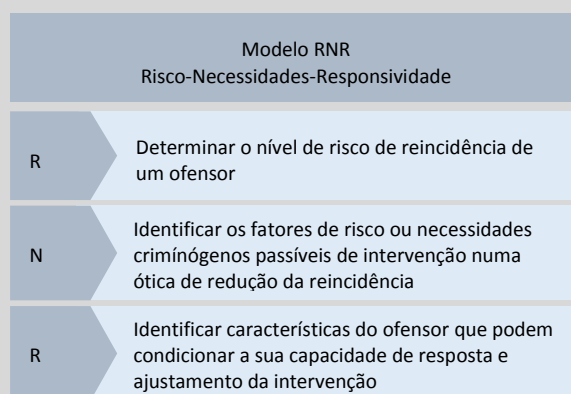 Modelo RNR
Risco-Necessidades-Responsividade
R
Determinar o nível de risco de reincidência de
um ofensor
N
Identificar os fatores de risco ou necessidades
crimínógenos passíveis de intervenção numa
ótica de redução da reincidência
R
Identificar características do ofensor que podem
condicionar a sua capacidade de resposta e
ajustamento da intervenção